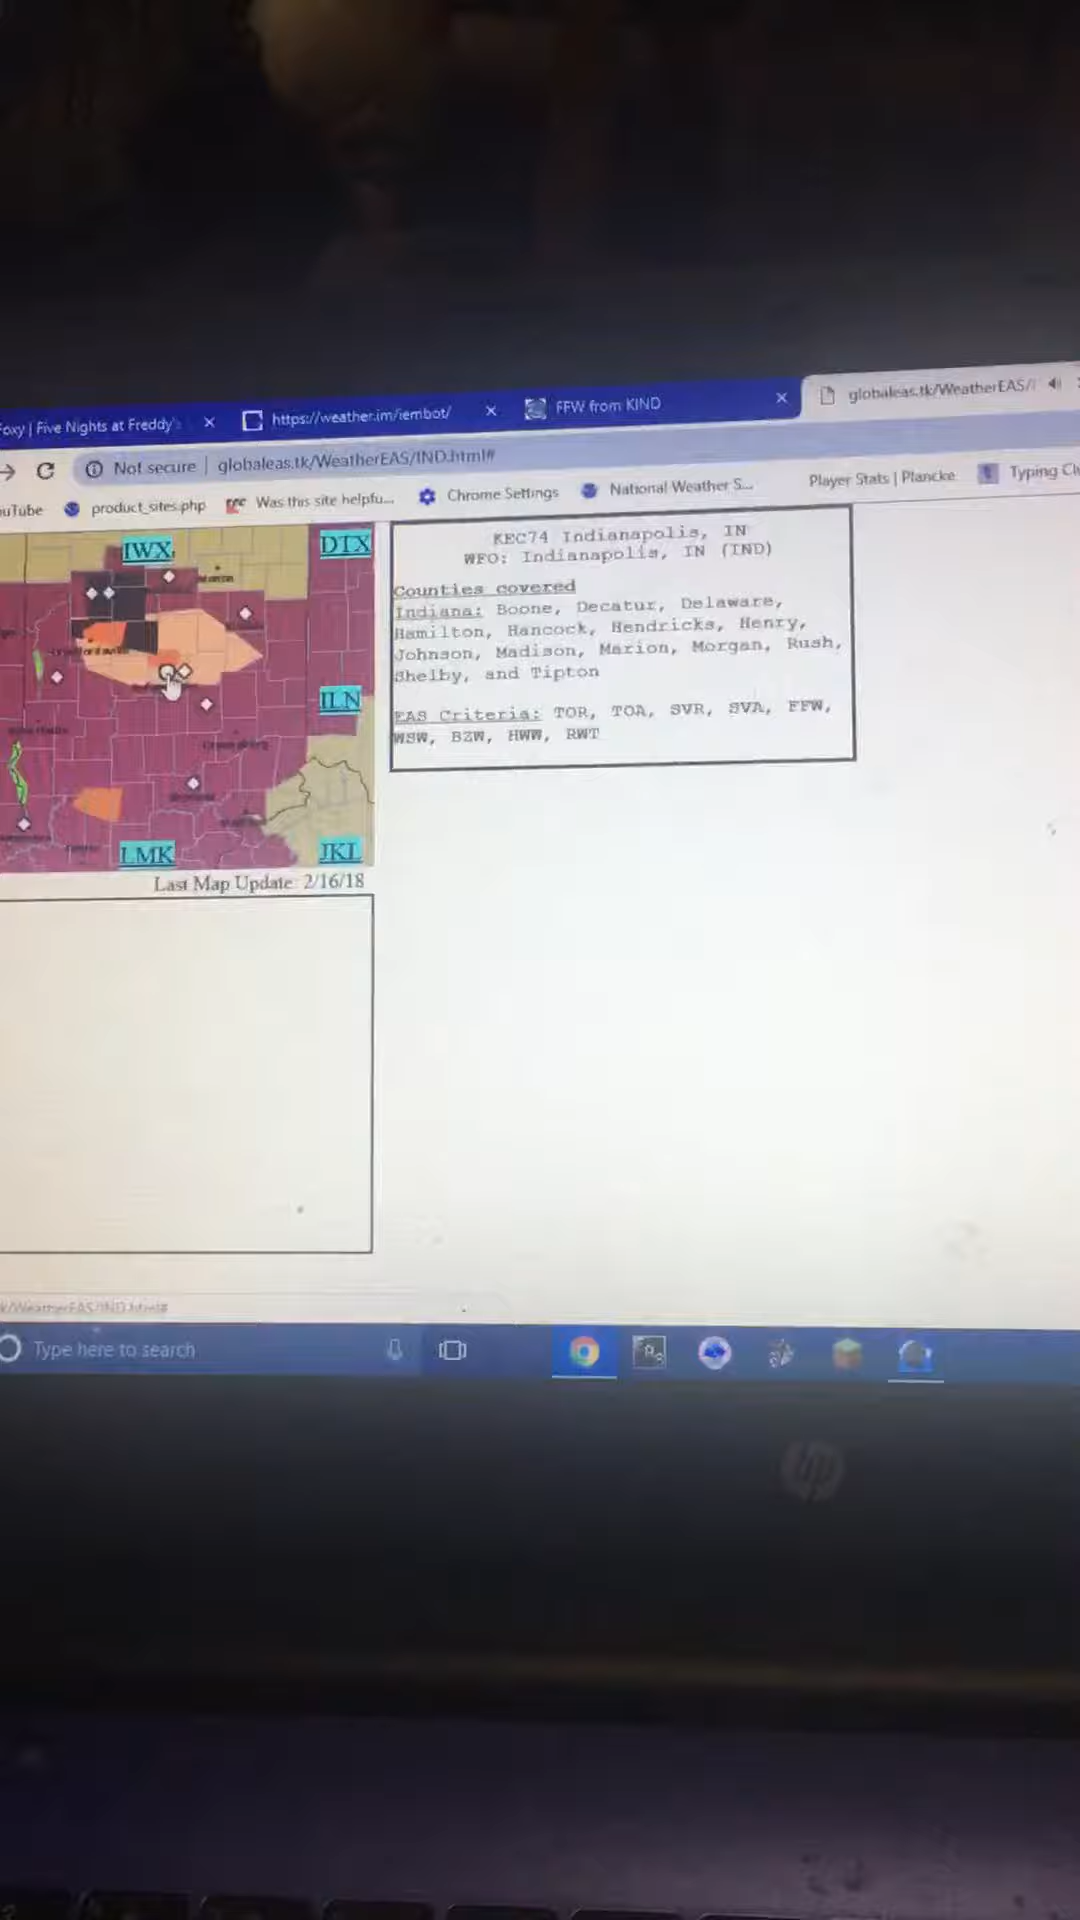 Foxy | Five Nights at Freddy's
https://weather.im/iembot/
FFW from KIND
globaleas.tk/WeatherEAS/I
Not secure | globaleas.tk/WeatherEAS/IND.html#
uTube
product_sites.php
Was this site helpfu...
Chrome Settings
National Weather S...
Player Stats | Plancke
Typing Cl
IWX
DTX
ILN
LMK
JKL
Last Map Update: 2/16/18
KEC74 Indianapolis, IN
WFO: Indianapolis, IN (IND)
Counties covered
Indiana: Boone, Decatur, Delaware,
Hamilton, Hancock, Hendricks, Henry,
Johnson, Madison, Marion, Morgan, Rush,
Shelby, and Tipton
EAS Criteria: TOR, TOA, SVR, SVA, FFW,
WSW, BZW, HWW, RWT
k/WeatherEAS/IND.html#
Type here to search
hp